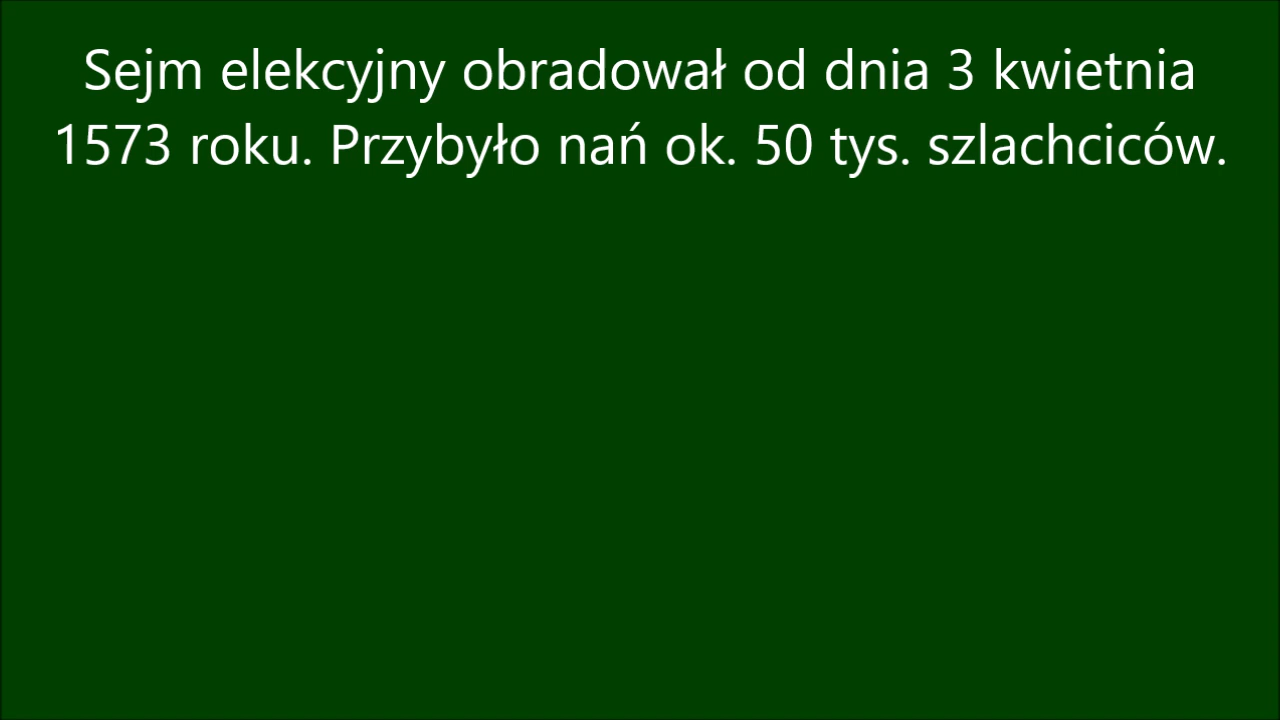 Sejm elekcyjny obradował od dnia 3 kwietnia
1573 roku. Przybyło nań ok. 50 tys. szlachciców.